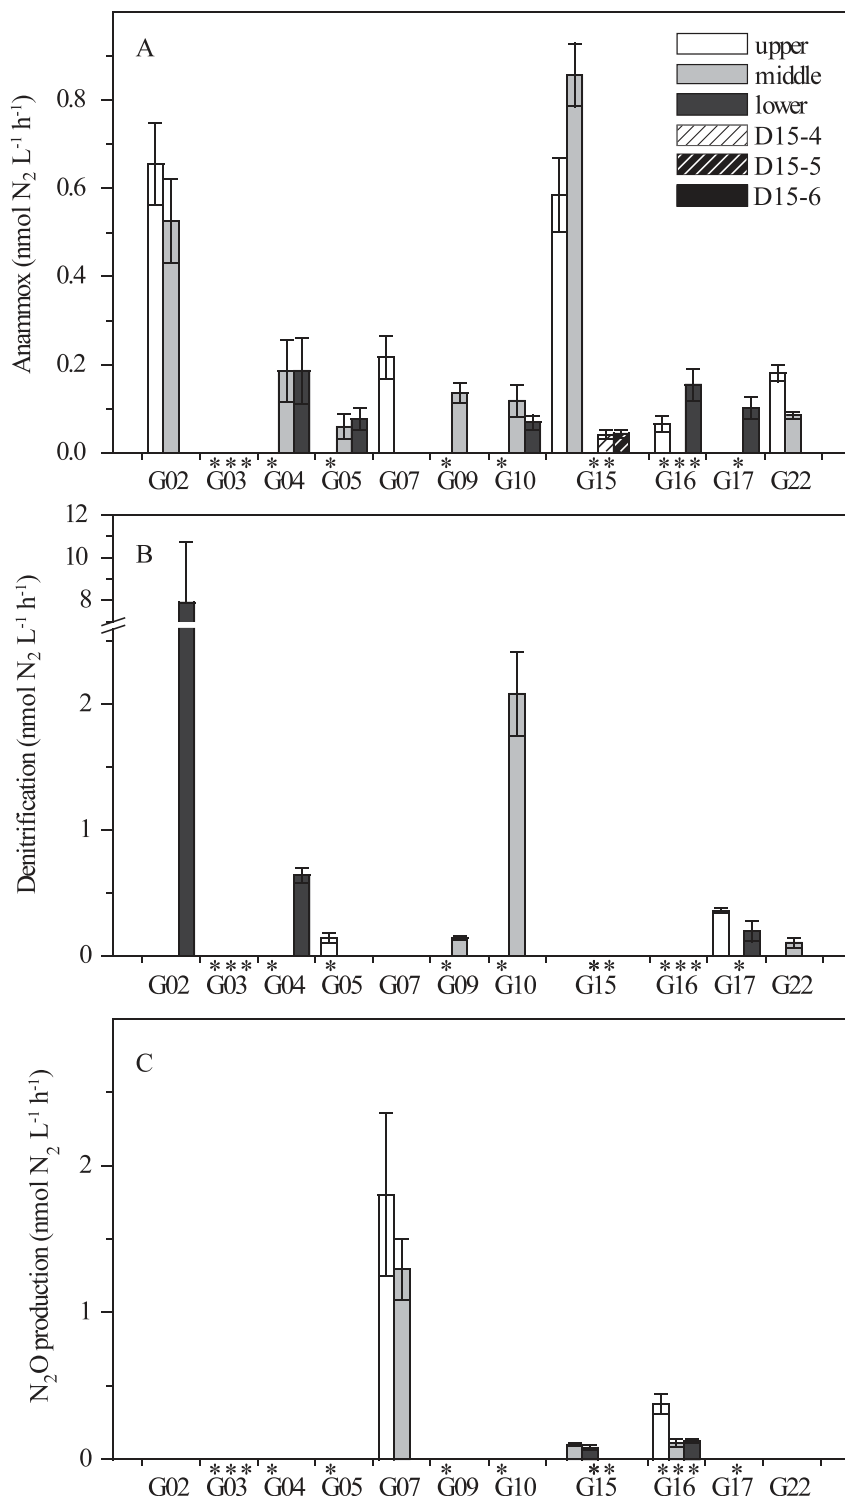 A
upper
middle
lower
D15-4
D15-5
D15-6
Anammox (nmol N₂ L⁻¹ h⁻¹)
0.8
0.6
0.4
0.2
0.0
* * * * * * * * * * * * *
G02 G03 G04 G05 G07 G09 G10 G15 G16 G17 G22
B
Denitrification (nmol N₂ L⁻¹ h⁻¹)
12
10
8
2
1
0
* * * * * * * * * * * * *
G02 G03 G04 G05 G07 G09 G10 G15 G16 G17 G22
C
N₂O production (nmol N₂ L⁻¹ h⁻¹)
2
1
0
* * * * * * * * * * * * *
G02 G03 G04 G05 G07 G09 G10 G15 G16 G17 G22